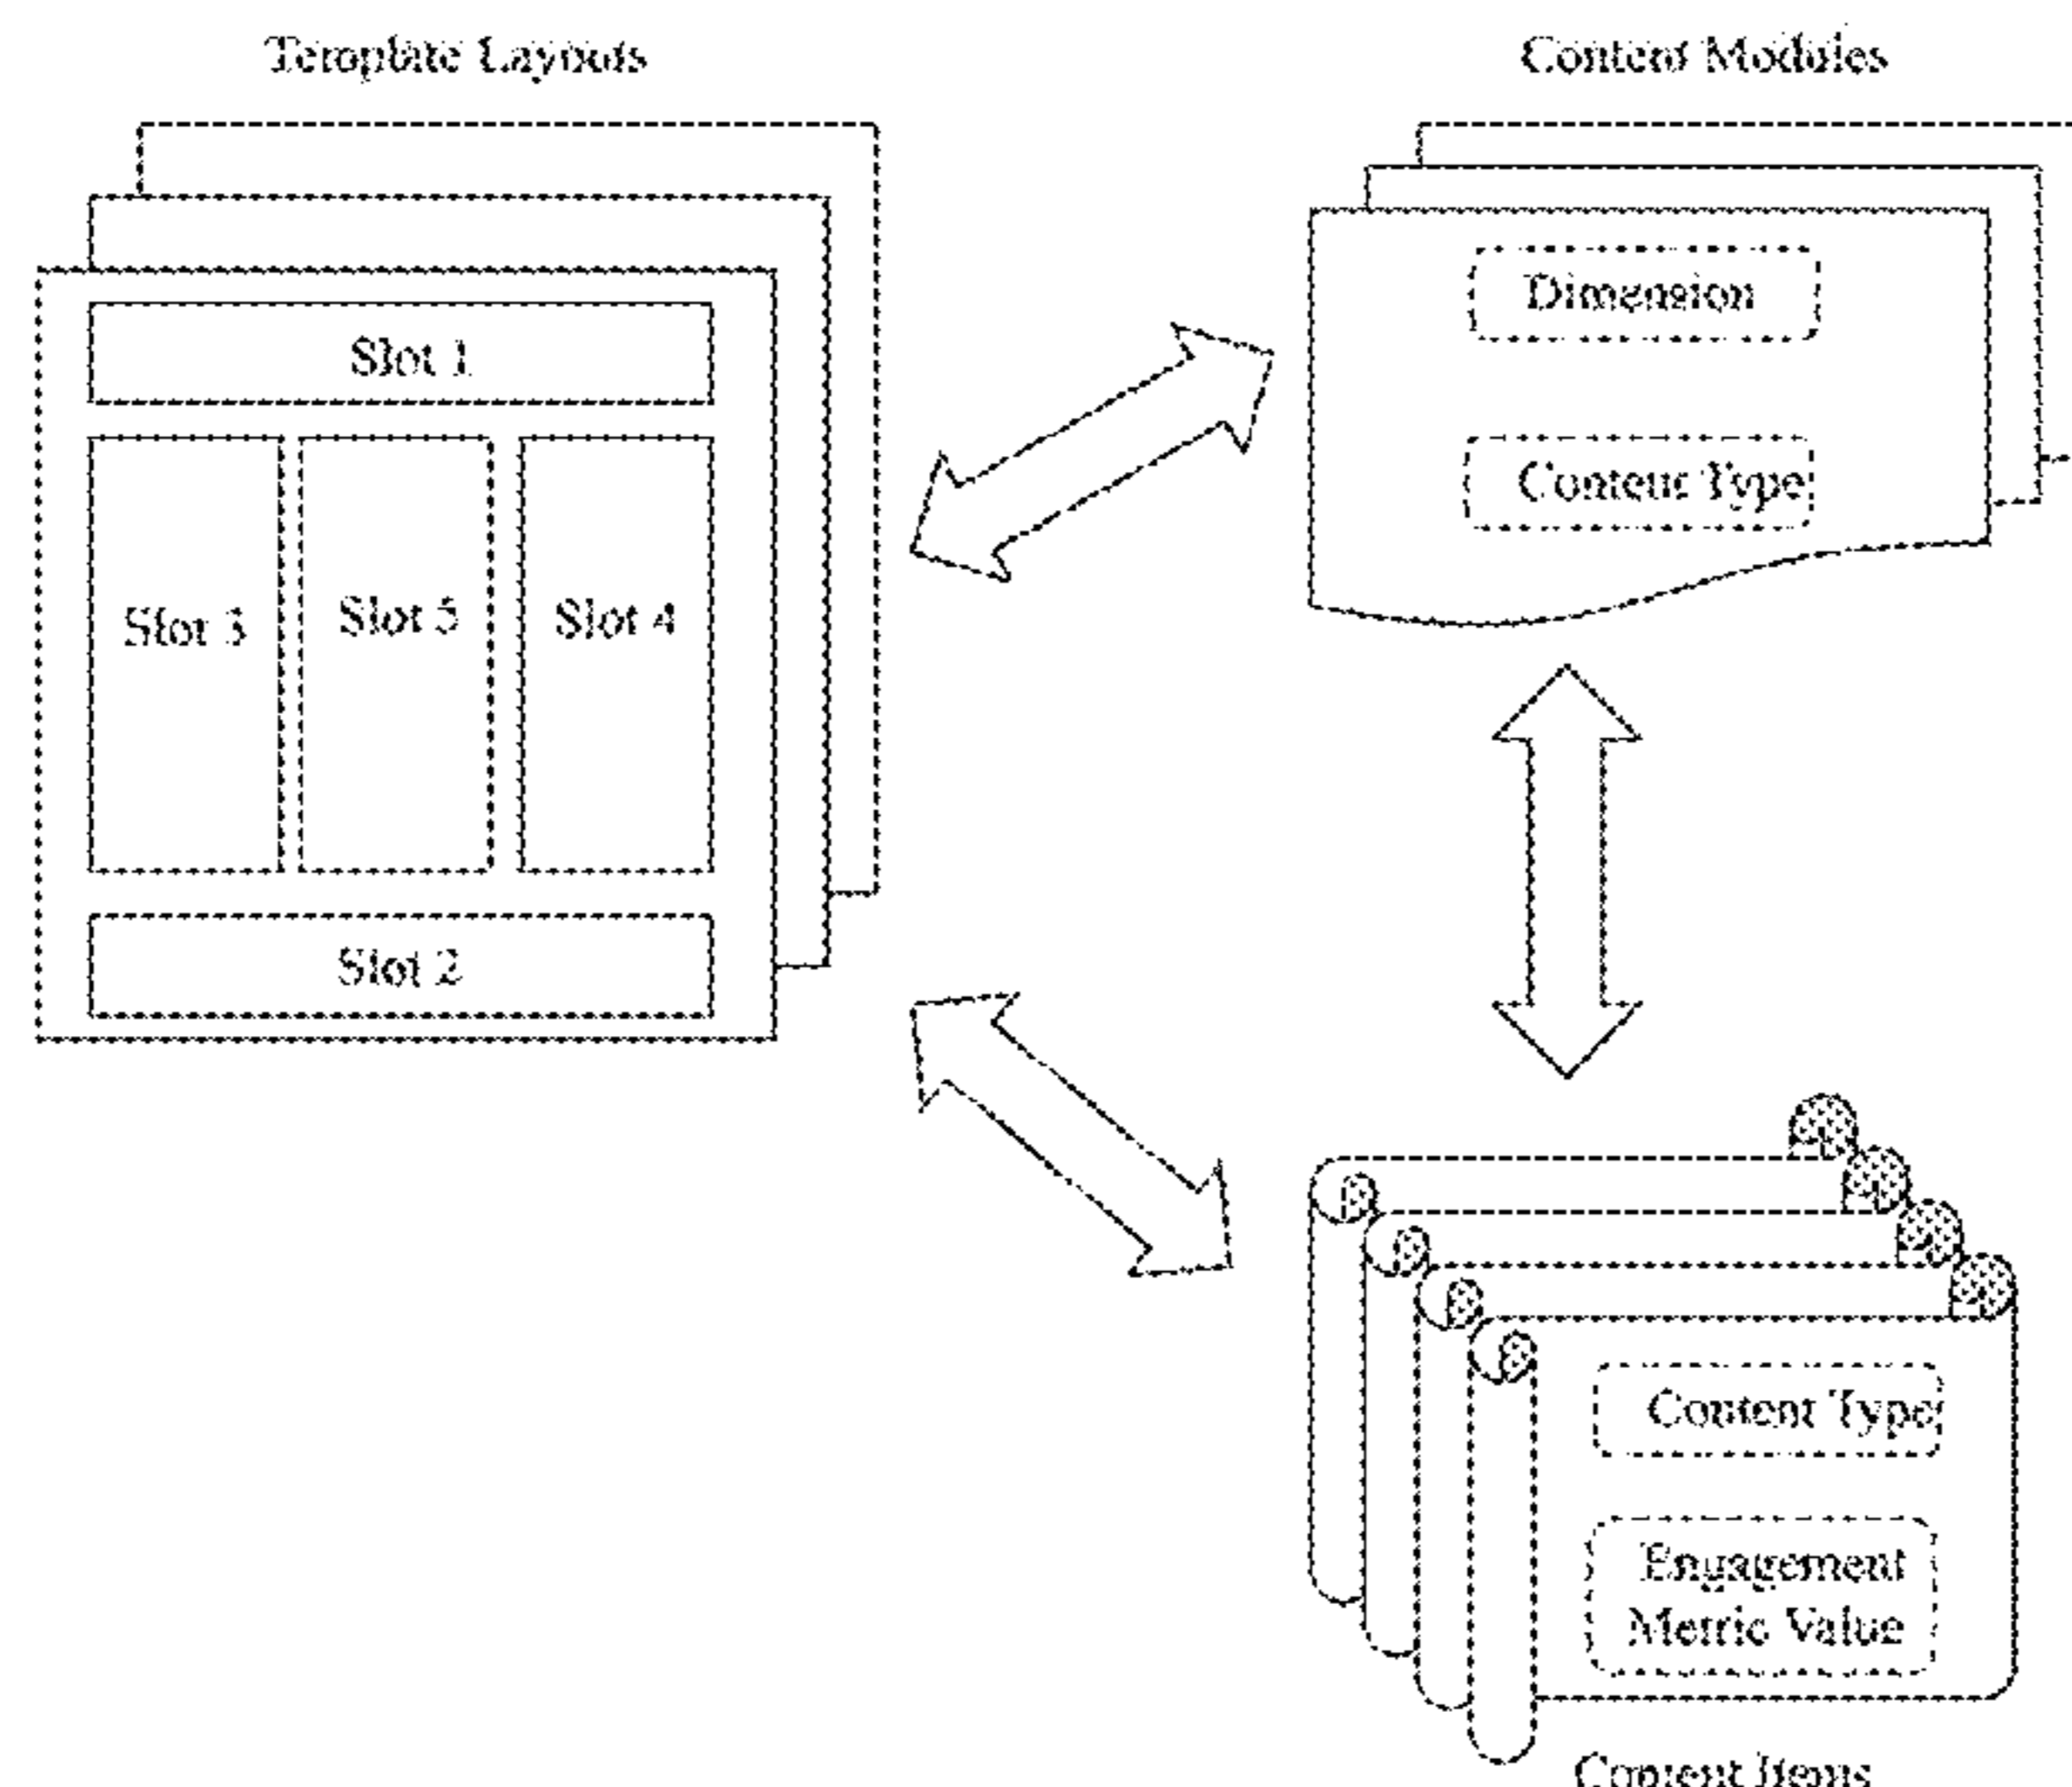 Template Layouts
Content Modules
Slot 1
Slot 3
Slot 5
Slot 4
Slot 2
Dimension
Content Type
Content Type
Engagement
Metric Value
Content Items